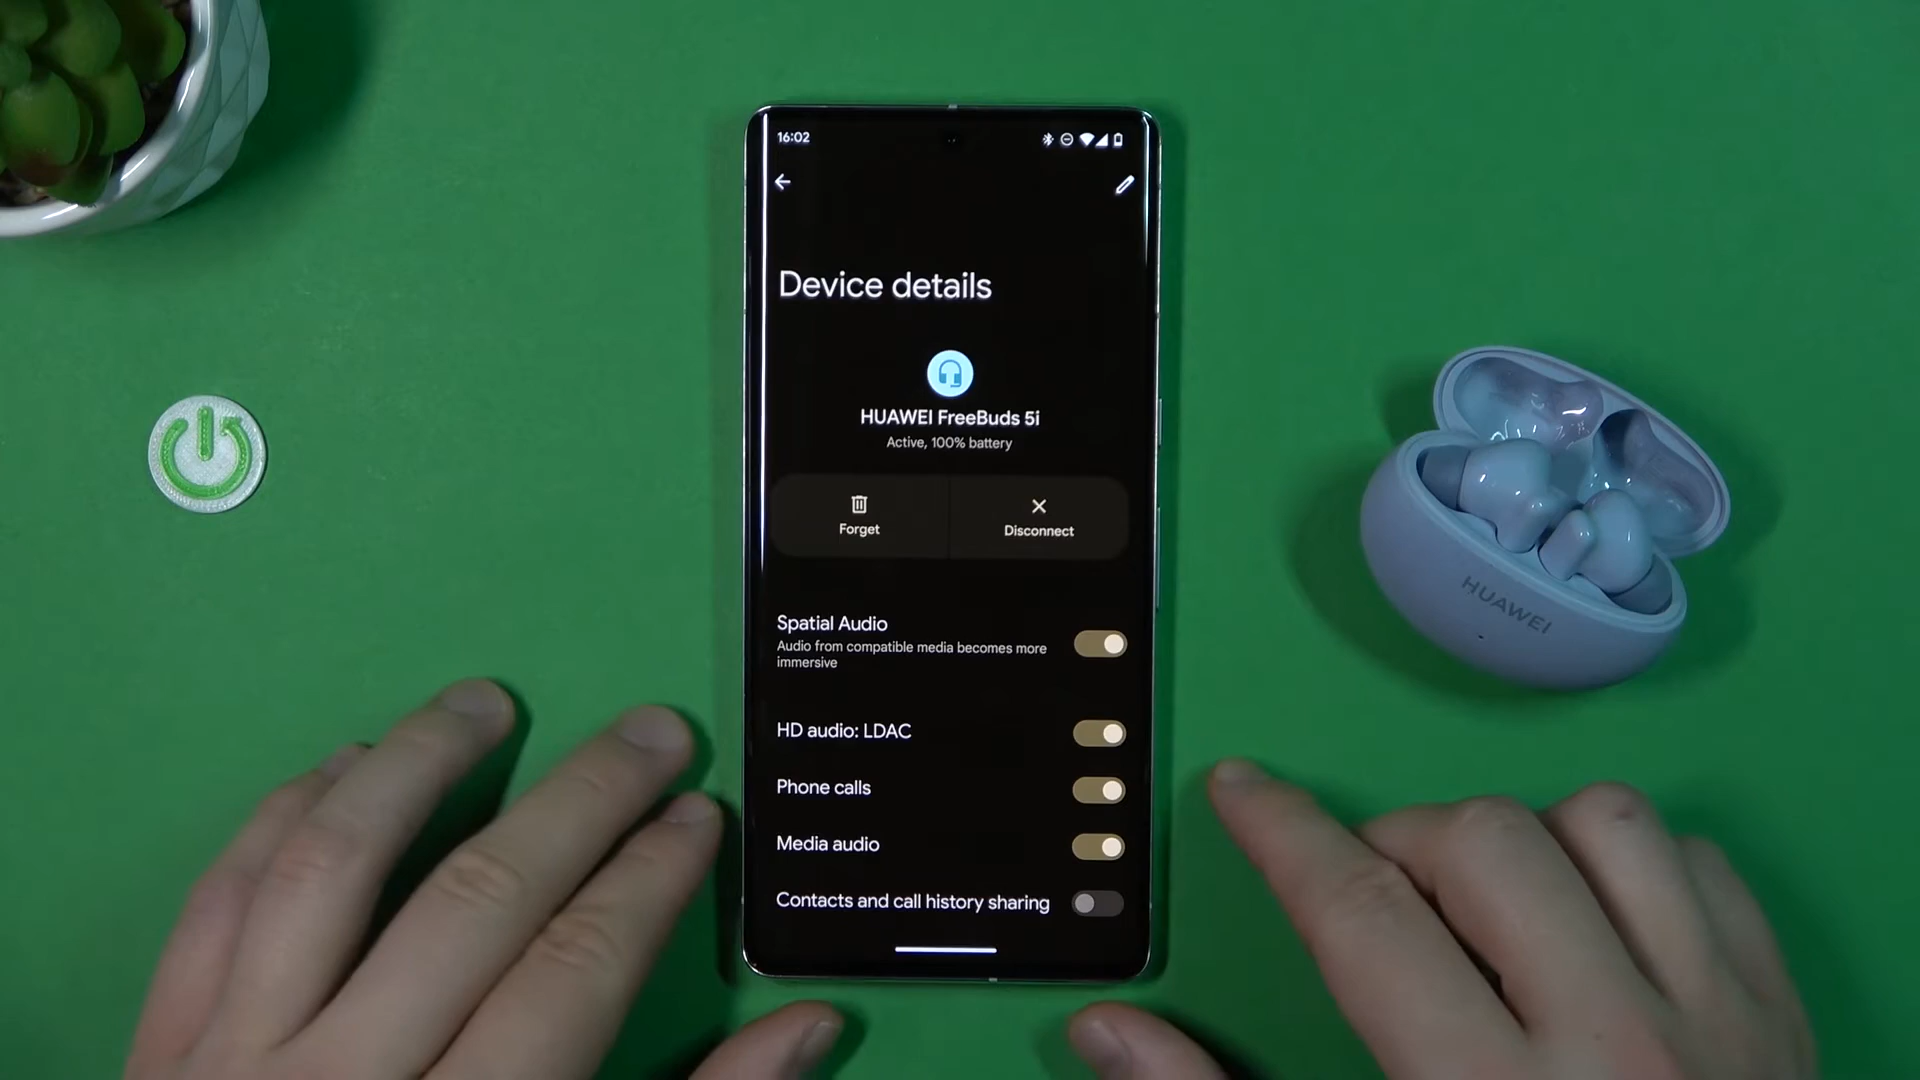 16:02
Device details
HUAWEI FreeBuds 5i
Active, 100% battery
Forget
Disconnect
Spatial Audio
Audio from compatible media becomes more
immersive
HD audio: LDAC
Phone calls
Media audio
Contacts and call history sharing
HUAWEI